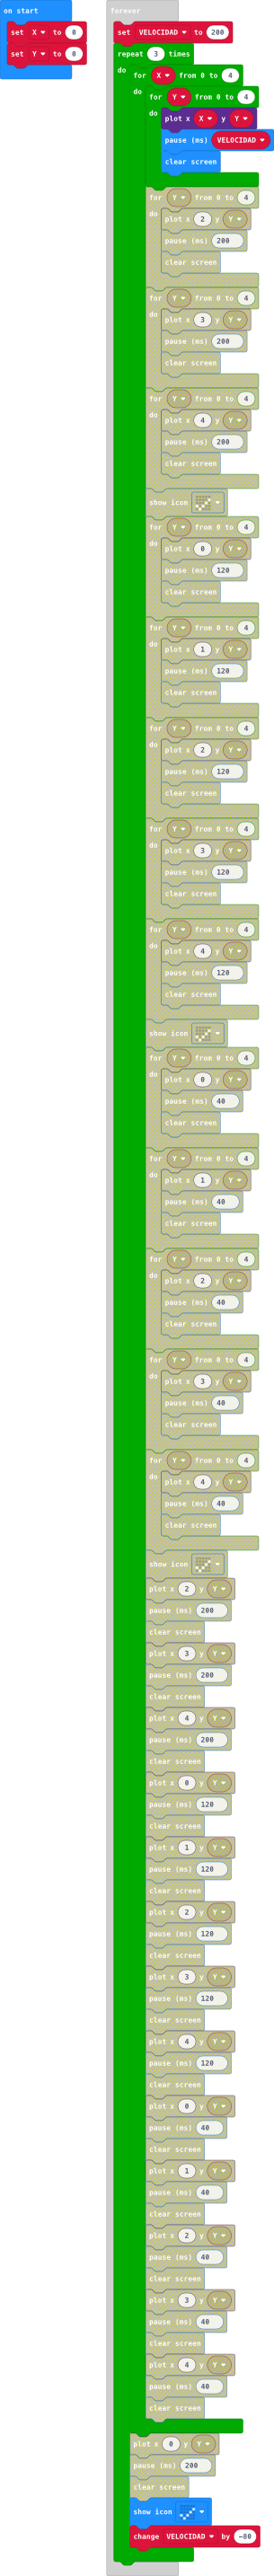 on start
set X to 0
set Y to 0
forever
set VELOCIDAD to 200
repeat 3 times
do
for X from 0 to 4
do
for Y from 0 to 4
do
plot x X y Y
pause (ms) VELOCIDAD
clear screen
for Y from 0 to 4
do
plot x 2 y Y
pause (ms) 200
clear screen
for Y from 0 to 4
do
plot x 3 y Y
pause (ms) 200
clear screen
for Y from 0 to 4
do
plot x 4 y Y
pause (ms) 200
clear screen
show icon
for Y from 0 to 4
do
plot x 0 y Y
pause (ms) 120
clear screen
for Y from 0 to 4
do
plot x 1 y Y
pause (ms) 120
clear screen
for Y from 0 to 4
do
plot x 2 y Y
pause (ms) 120
clear screen
for Y from 0 to 4
do
plot x 3 y Y
pause (ms) 120
clear screen
for Y from 0 to 4
do
plot x 4 y Y
pause (ms) 120
clear screen
show icon
for Y from 0 to 4
do
plot x 0 y Y
pause (ms) 40
clear screen
for Y from 0 to 4
do
plot x 1 y Y
pause (ms) 40
clear screen
for Y from 0 to 4
do
plot x 2 y Y
pause (ms) 40
clear screen
for Y from 0 to 4
do
plot x 3 y Y
pause (ms) 40
clear screen
for Y from 0 to 4
do
plot x 4 y Y
pause (ms) 40
clear screen
show icon
plot x 2 y Y
pause (ms) 200
clear screen
plot x 3 y Y
pause (ms) 200
clear screen
plot x 4 y Y
pause (ms) 200
clear screen
plot x 0 y Y
pause (ms) 120
clear screen
plot x 1 y Y
pause (ms) 120
clear screen
plot x 2 y Y
pause (ms) 120
clear screen
plot x 3 y Y
pause (ms) 120
clear screen
plot x 4 y Y
pause (ms) 120
clear screen
plot x 0 y Y
pause (ms) 40
clear screen
plot x 1 y Y
pause (ms) 40
clear screen
plot x 2 y Y
pause (ms) 40
clear screen
plot x 3 y Y
pause (ms) 40
clear screen
plot x 4 y Y
pause (ms) 40
clear screen
plot x 0 y Y
pause (ms) 200
clear screen
show icon
change VELOCIDAD by -80